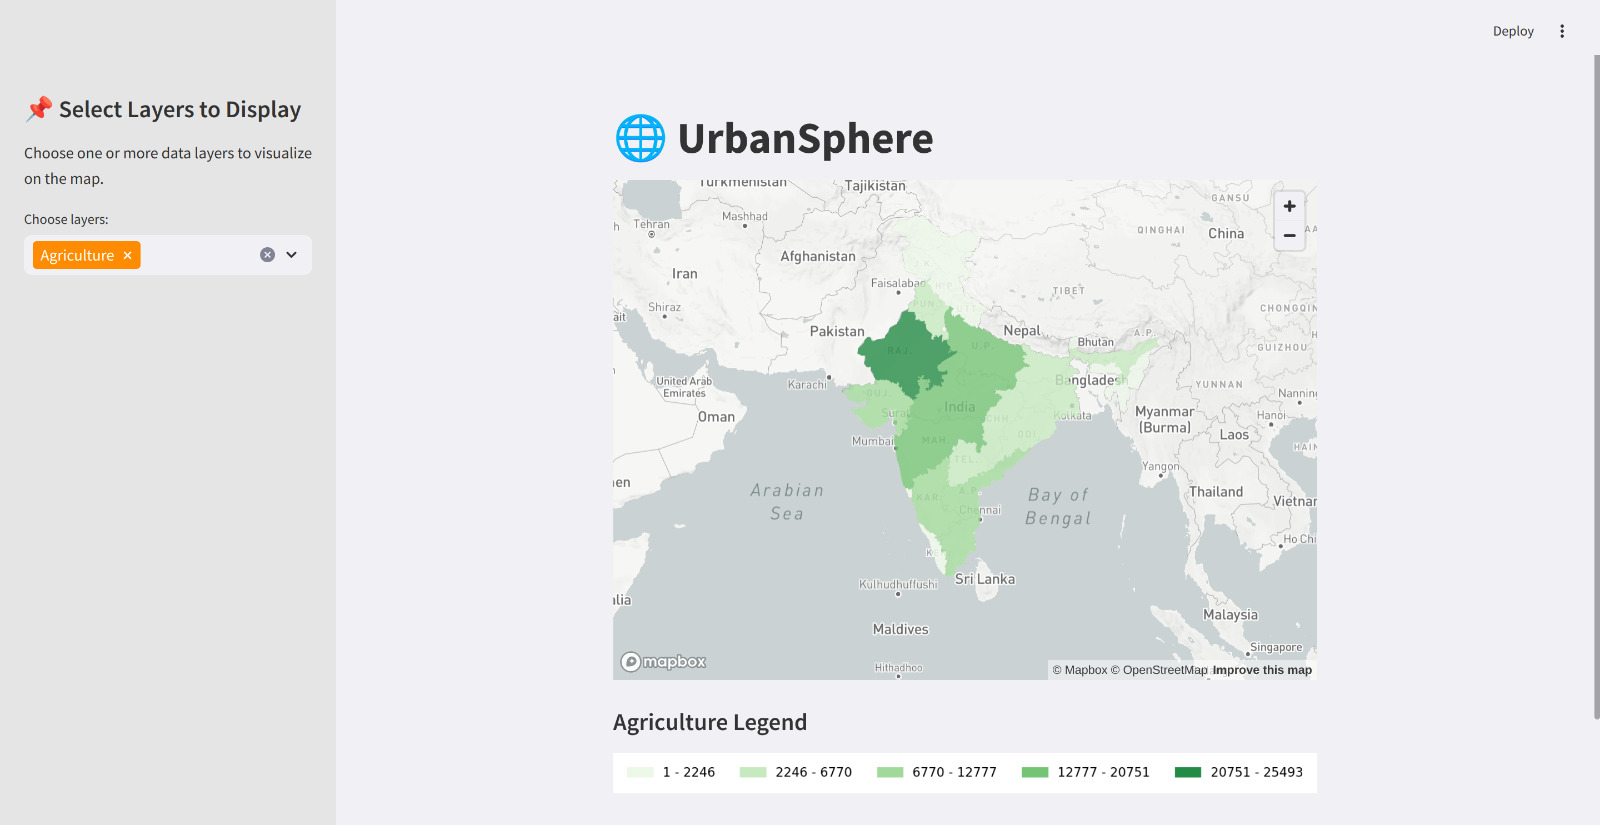 Deploy
📌 Select Layers to Display
Choose one or more data layers to visualize
on the map.
Choose layers:
Agriculture ×
🌐 UrbanSphere
Turkmenistan
Tajikistan
GANSU
Mashhad
Tehran
QINGHAI
China
Afghanistan
Iran
Faisalabad
TIBET
Shiraz
CHONGQIN
Pakistan
Nepal
A.P.
Bhutan
GUIZHOU
RAJ.
U.P.
United Arab
Emirates
Karachi
Bangladesh
YUNNAN
Nanning
GUJ.
India
Oman
Surat
Kolkata
Myanmar
(Burma)
Hanoi
CHH.
ODI.
Laos
Mumbai
MAH.
HAIN
TEL.
Yangon
Arabian
Sea
KAR.
A.P.
Bay of
Bengal
Thailand
Vietnam
Chennai
Ho Chi
Kulhudhuffushi
Sri Lanka
Malaysia
Maldives
Singapore
Hithadhoo
mapbox
© Mapbox © OpenStreetMap Improve this map
Agriculture Legend
1 - 2246 2246 - 6770 6770 - 12777 12777 - 20751 20751 - 25493